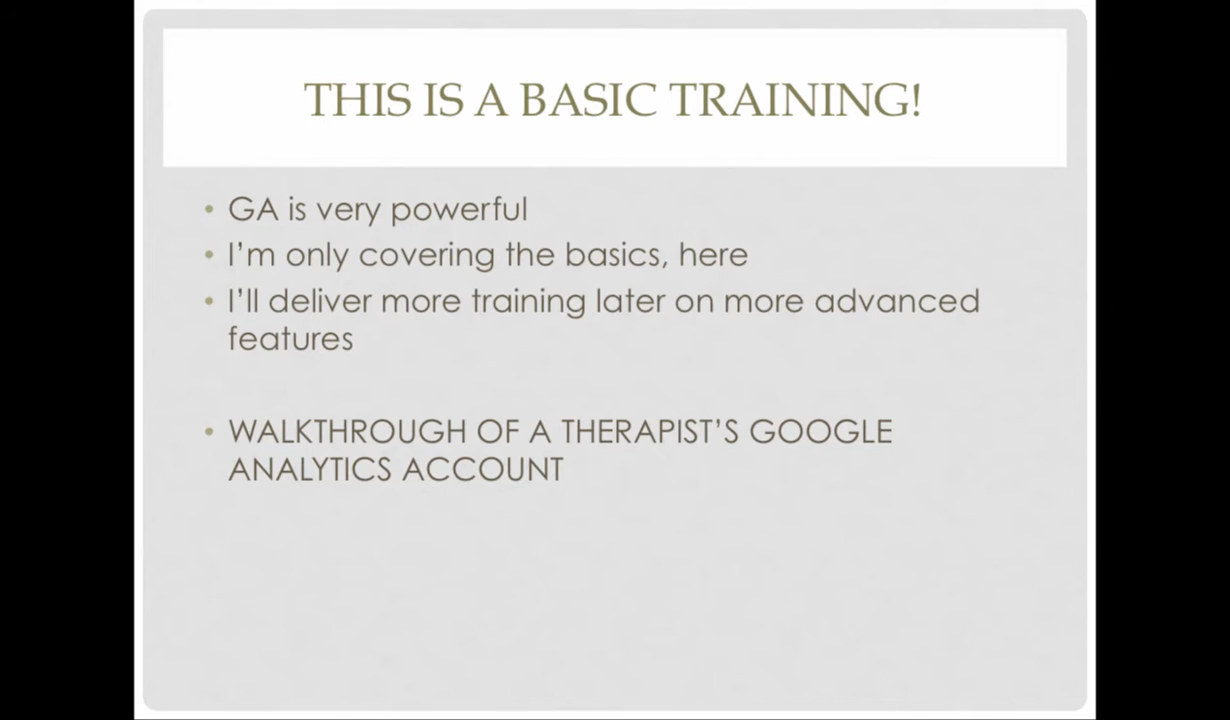 THIS IS A BASIC TRAINING!
• GA is very powerful
• I'm only covering the basics, here
• I'll deliver more training later on more advanced
features
• WALKTHROUGH OF A THERAPIST'S GOOGLE
ANALYTICS ACCOUNT